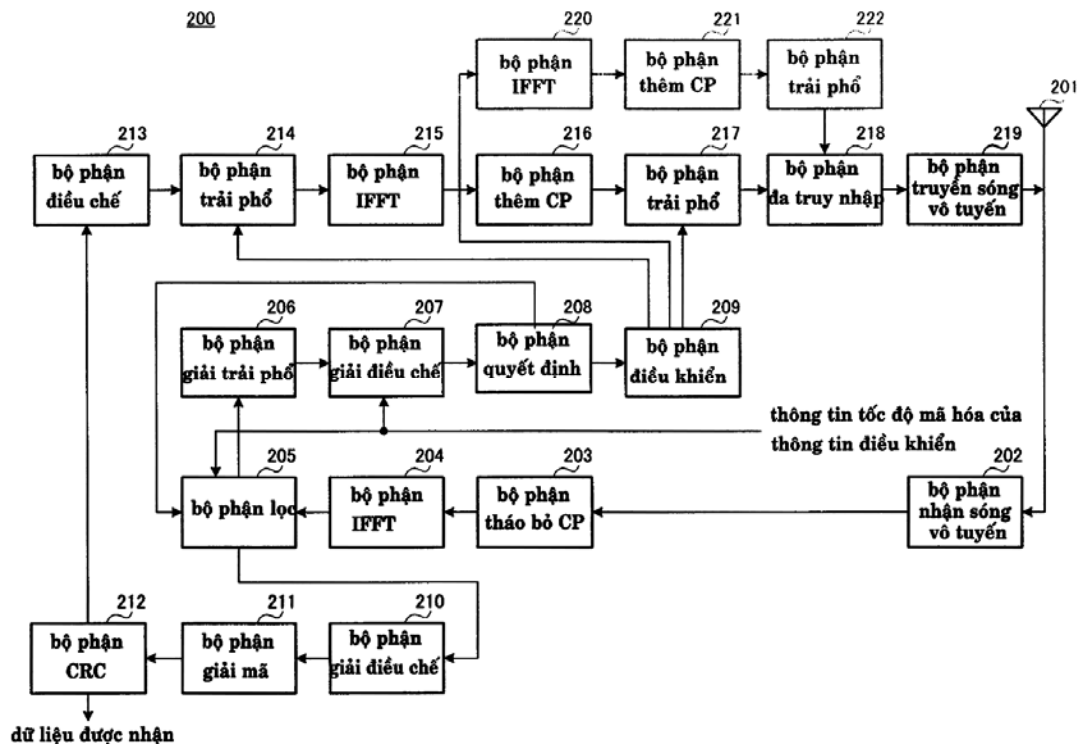 200
220
221
222
bộ phận
IFFT
bộ phận
thêm CP
bộ phận
trải phổ
201
213
214
215
216
217
218
219
bộ phận
điều chế
bộ phận
trải phổ
bộ phận
IFFT
bộ phận
thêm CP
bộ phận
trải phổ
bộ phận
đa truy nhập
bộ phận
truyền sóng
vô tuyến
206
207
208
209
bộ phận
giải trải phổ
bộ phận
giải điều chế
bộ phận
quyết định
bộ phận
điều khiển
thông tin tốc độ mã hóa của
thông tin điều khiển
205
204
203
202
bộ phận lọc
bộ phận
IFFT
bộ phận
tháo bỏ CP
bộ phận
nhận sóng
vô tuyến
212
211
210
bộ phận
CRC
bộ phận
giải mã
bộ phận
giải điều chế
dữ liệu được nhận